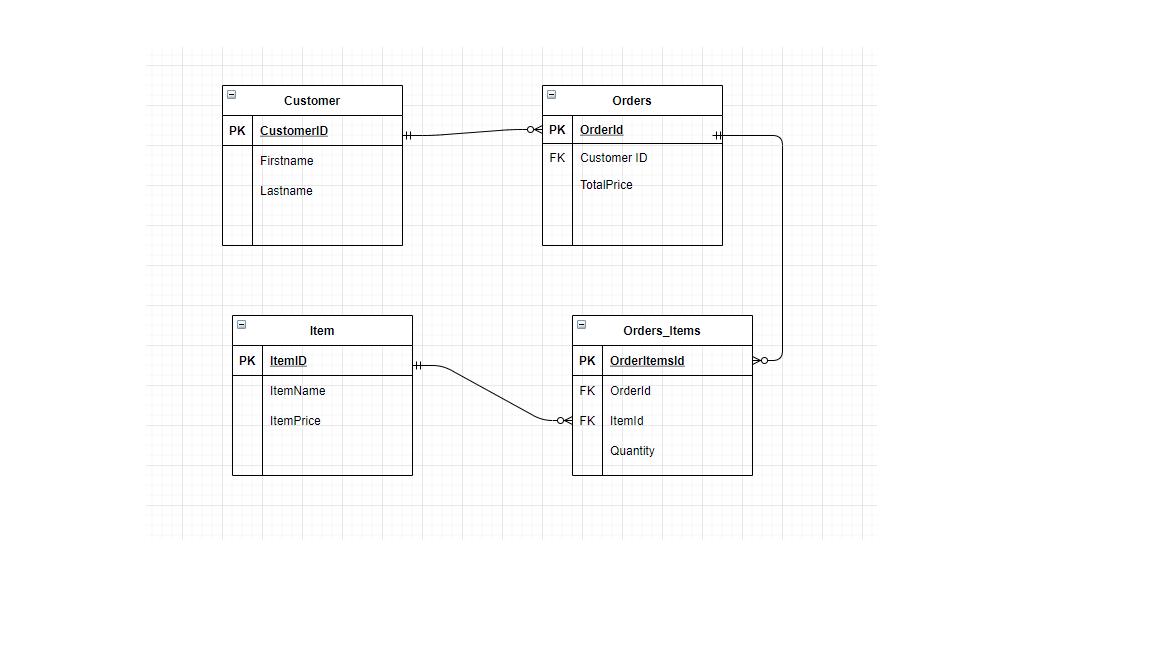 Customer
PK CustomerID
Firstname
Lastname
Orders
PK OrderId
FK Customer ID
TotalPrice
Item
PK ItemID
ItemName
ItemPrice
Orders_Items
PK OrderItemsId
FK OrderId
FK ItemId
Quantity